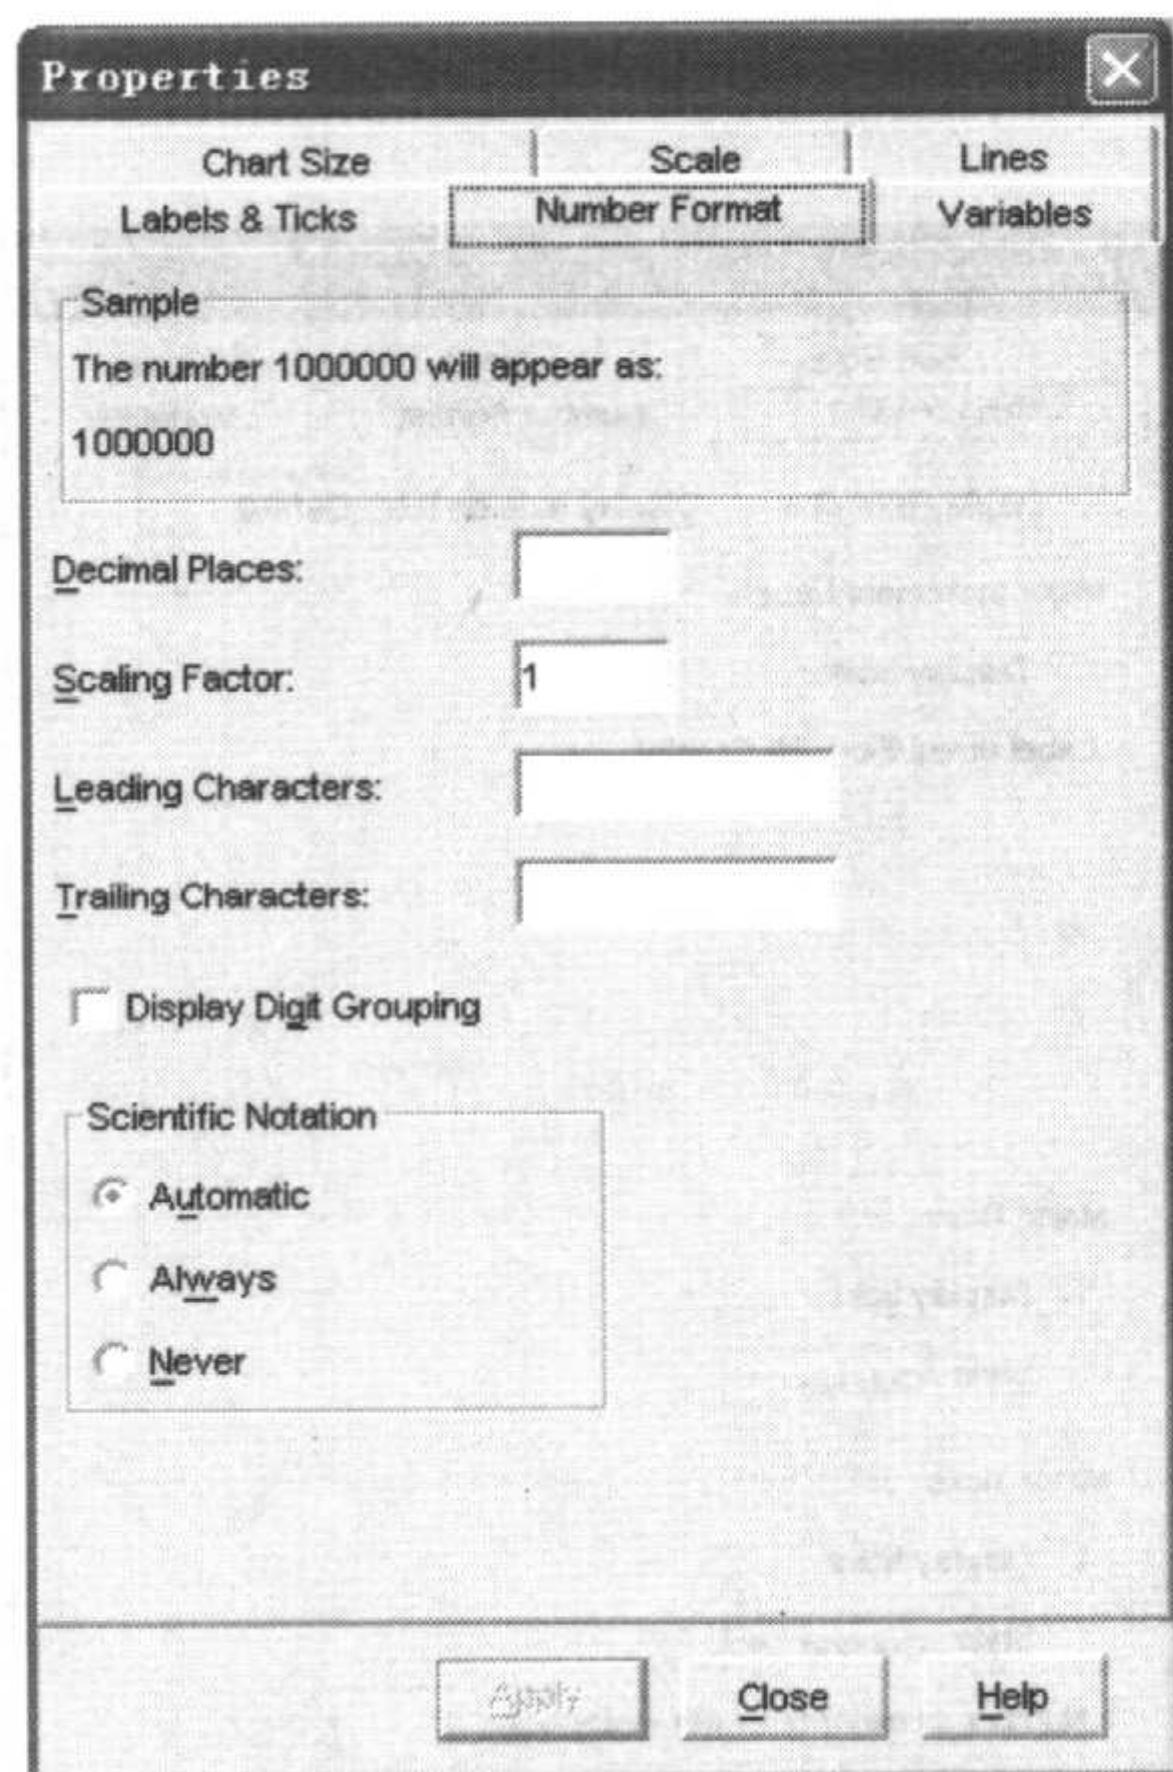 Properties
Chart Size Scale Lines
Labels & Ticks Number Format Variables
Sample
The number 1000000 will appear as:
1000000
Decimal Places:
Scaling Factor: 1
Leading Characters:
Trailing Characters:
Display Digit Grouping
Scientific Notation
Automatic
Always
Never
Apply Close Help